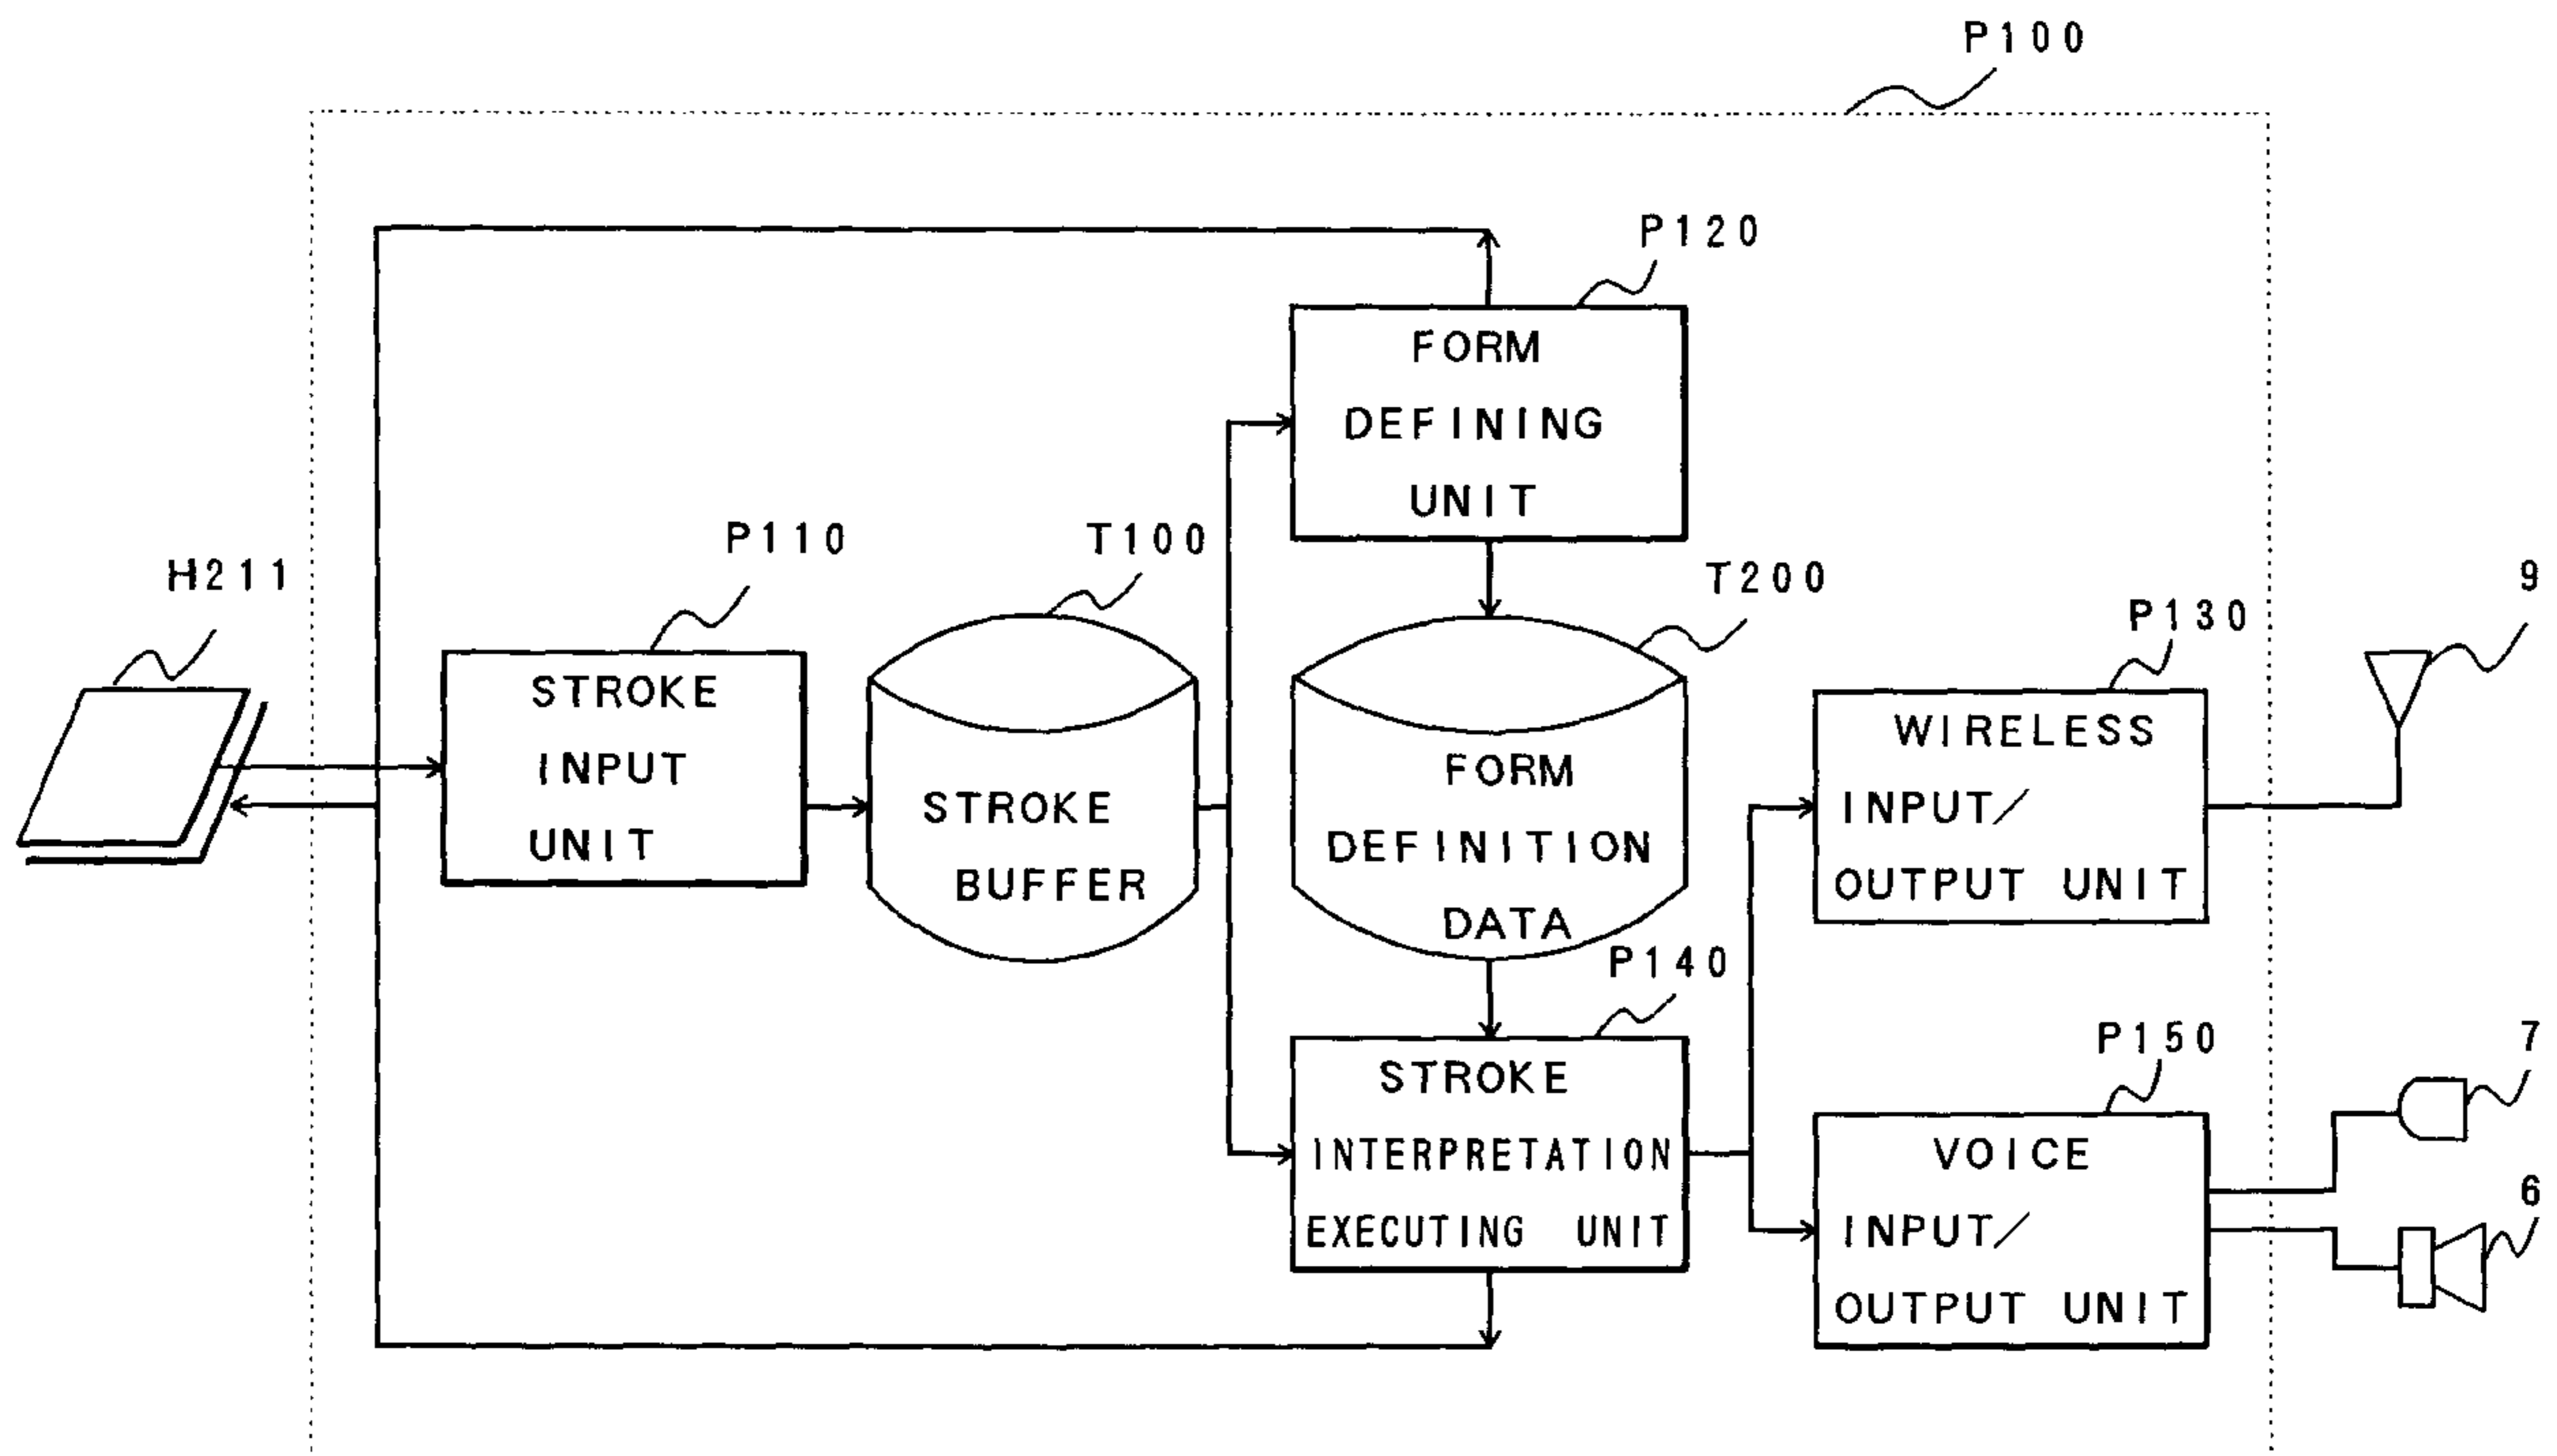 P100
P120
FORM
DEFINING
UNIT
H211
P110
STROKE
INPUT
UNIT
T100
STROKE
BUFFER
T200
FORM
DEFINITION
DATA
P130
WIRELESS
INPUT/
OUTPUT UNIT
9
P140
STROKE
INTERPRETATION
EXECUTING UNIT
P150
VOICE
INPUT/
OUTPUT UNIT
7
6